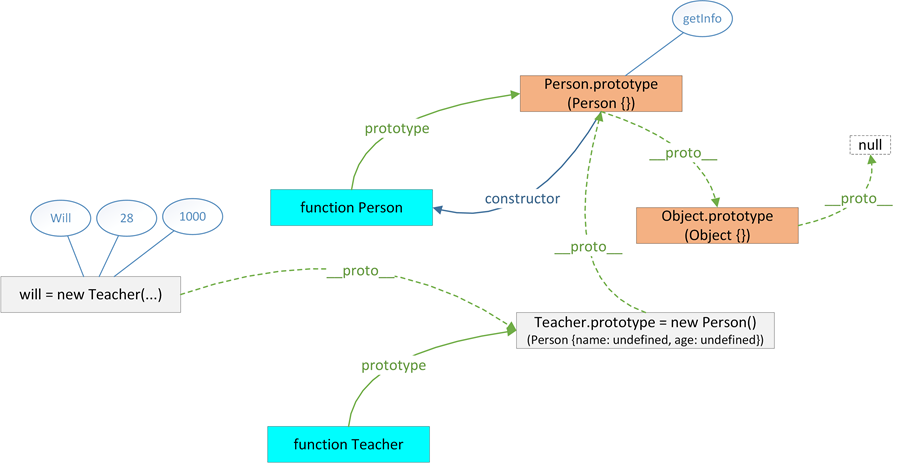 getInfo
Person.prototype
(Person {})
prototype
__proto__
null
constructor
function Person
__proto__
Will
28
1000
Object.prototype
(Object {})
__proto__
__proto__
will = new Teacher(...)
Teacher.prototype = new Person()
(Person {name: undefined, age: undefined})
prototype
function Teacher